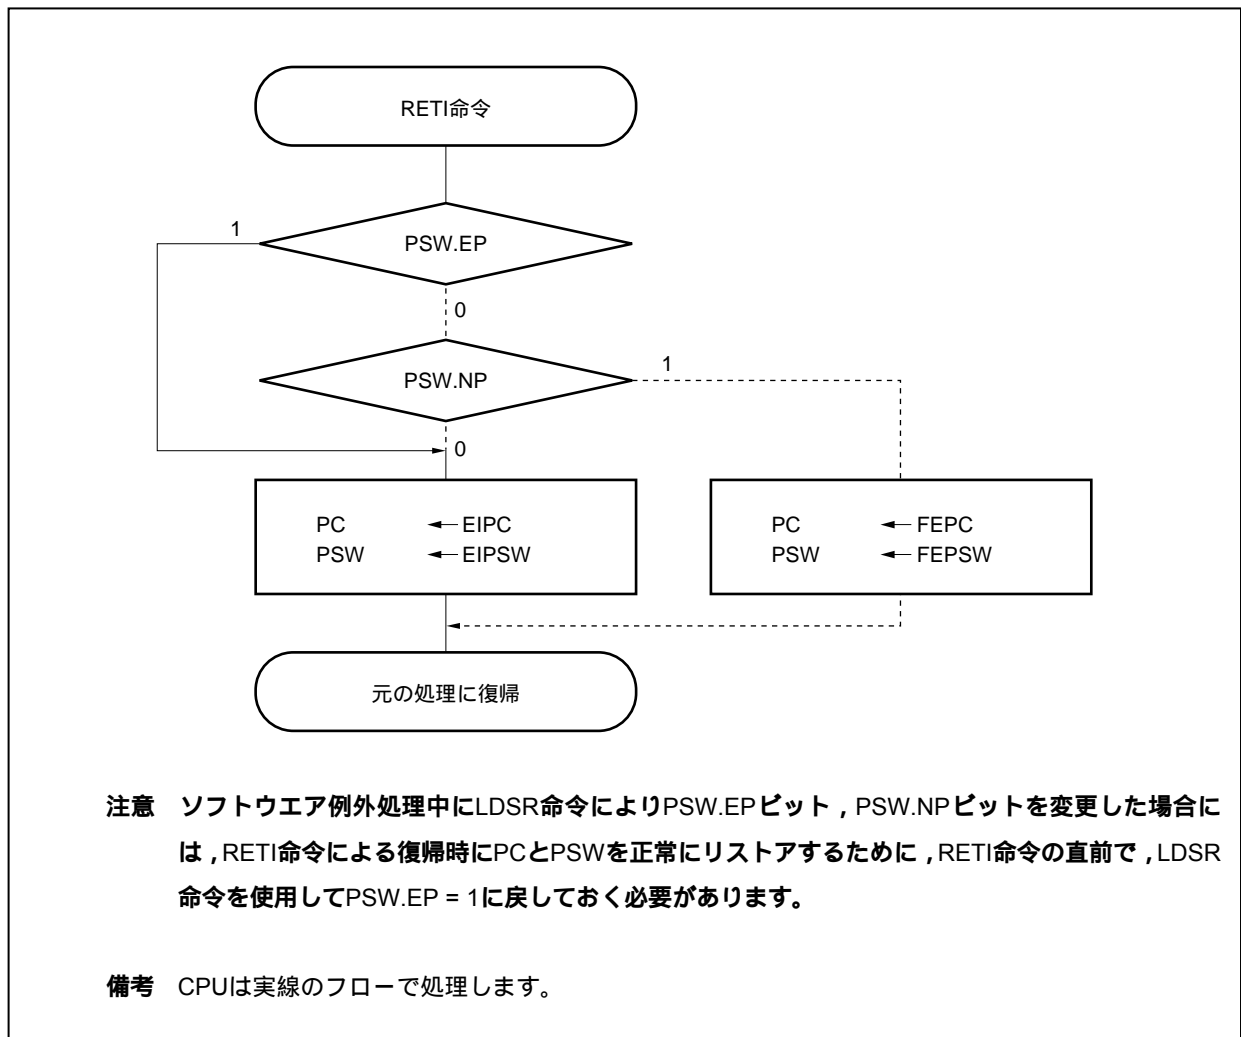 RETI命令
1
PSW.EP
0
PSW.NP
1
0
PC ← EIPC
PSW ← EIPSW
PC ← FEPC
PSW ← FEPSW
元の処理に復帰
注意 ソフトウエア例外処理中にLDSR命令によりPSW.EPビット，PSW.NPビットを変更した場合に
は，RETI命令による復帰時にPCとPSWを正常にリストアするために，RETI命令の直前で，LDSR
命令を使用してPSW.EP = 1に戻しておく必要があります。
備考 CPUは実線のフローで処理します。